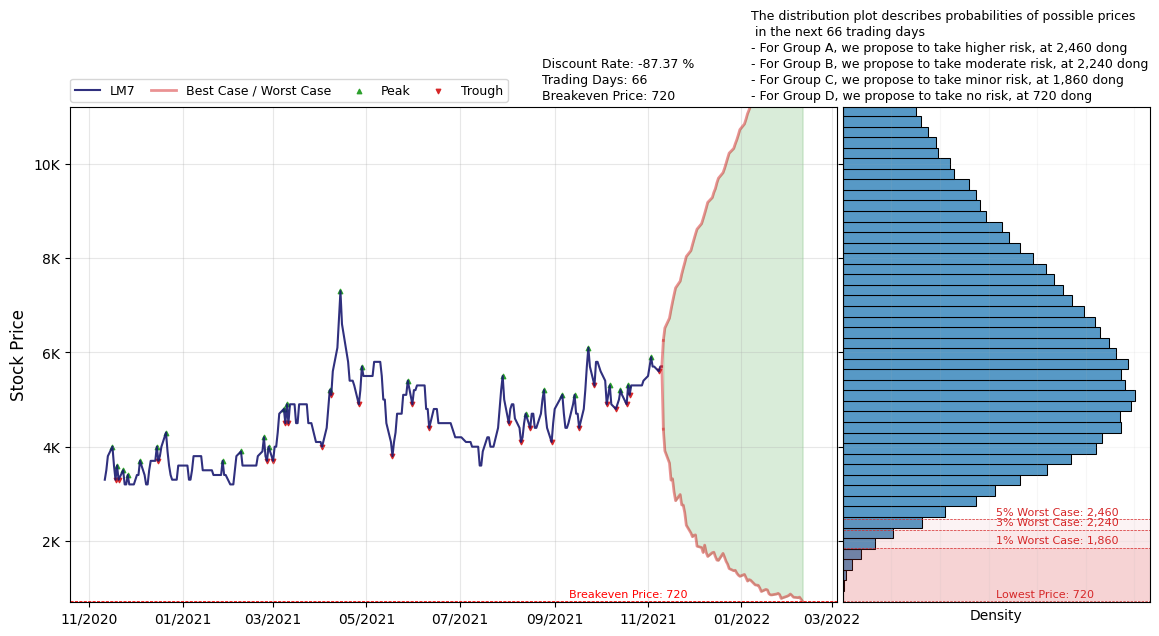 The distribution plot describes probabilities of possible prices
in the next 66 trading days
- For Group A, we propose to take higher risk, at 2,460 dong
- For Group B, we propose to take moderate risk, at 2,240 dong
- For Group C, we propose to take minor risk, at 1,860 dong
- For Group D, we propose to take no risk, at 720 dong
Discount Rate: -87.37 %
Trading Days: 66
Breakeven Price: 720
LM7 Best Case / Worst Case Peak Trough
Stock Price
10K
8K
6K
4K
2K
Breakeven Price: 720
11/2020 01/2021 03/2021 05/2021 07/2021 09/2021 11/2021 01/2022 03/2022
5% Worst Case: 2,460
3% Worst Case: 2,240
1% Worst Case: 1,860
Lowest Price: 720
Density